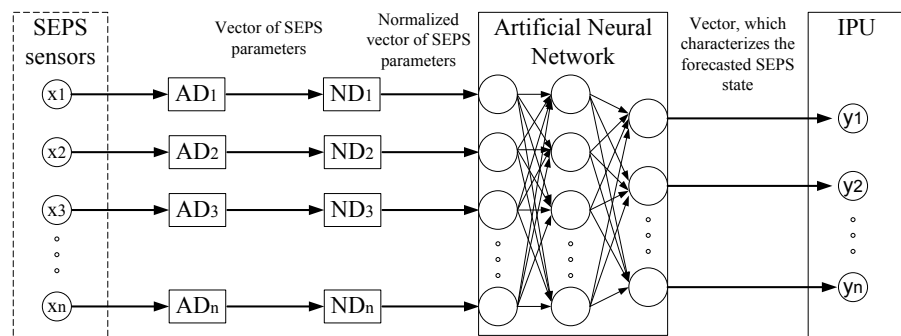 SEPS
sensors
Vector of SEPS
parameters
Normalized
vector of SEPS
parameters
Artificial Neural
Network
Vector, which
characterizes the
forecasted SEPS
state
IPU
x1
AD1
ND1
y1
x2
AD2
ND2
y2
x3
AD3
ND3
xn
ADn
NDn
yn